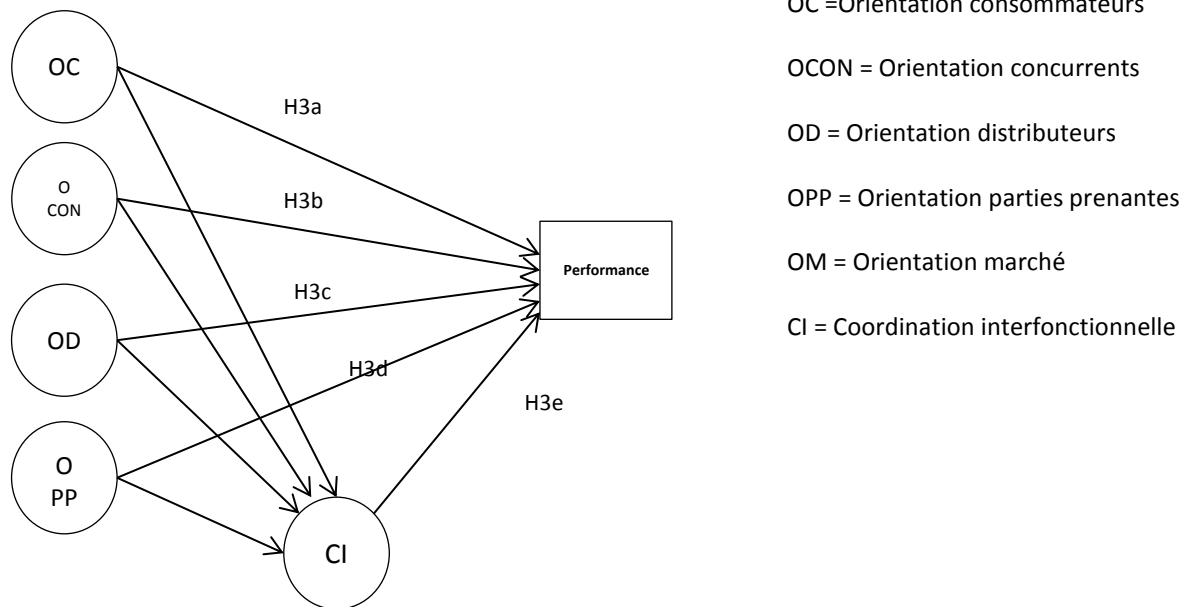 OC
O
CON
OD
O
PP
CI
H3a
H3b
H3c
H3d
H3e
Performance
OC =Orientation consommateurs
OCON = Orientation concurrents
OD = Orientation distributeurs
OPP = Orientation parties prenantes
OM = Orientation marché
CI = Coordination interfonctionnelle